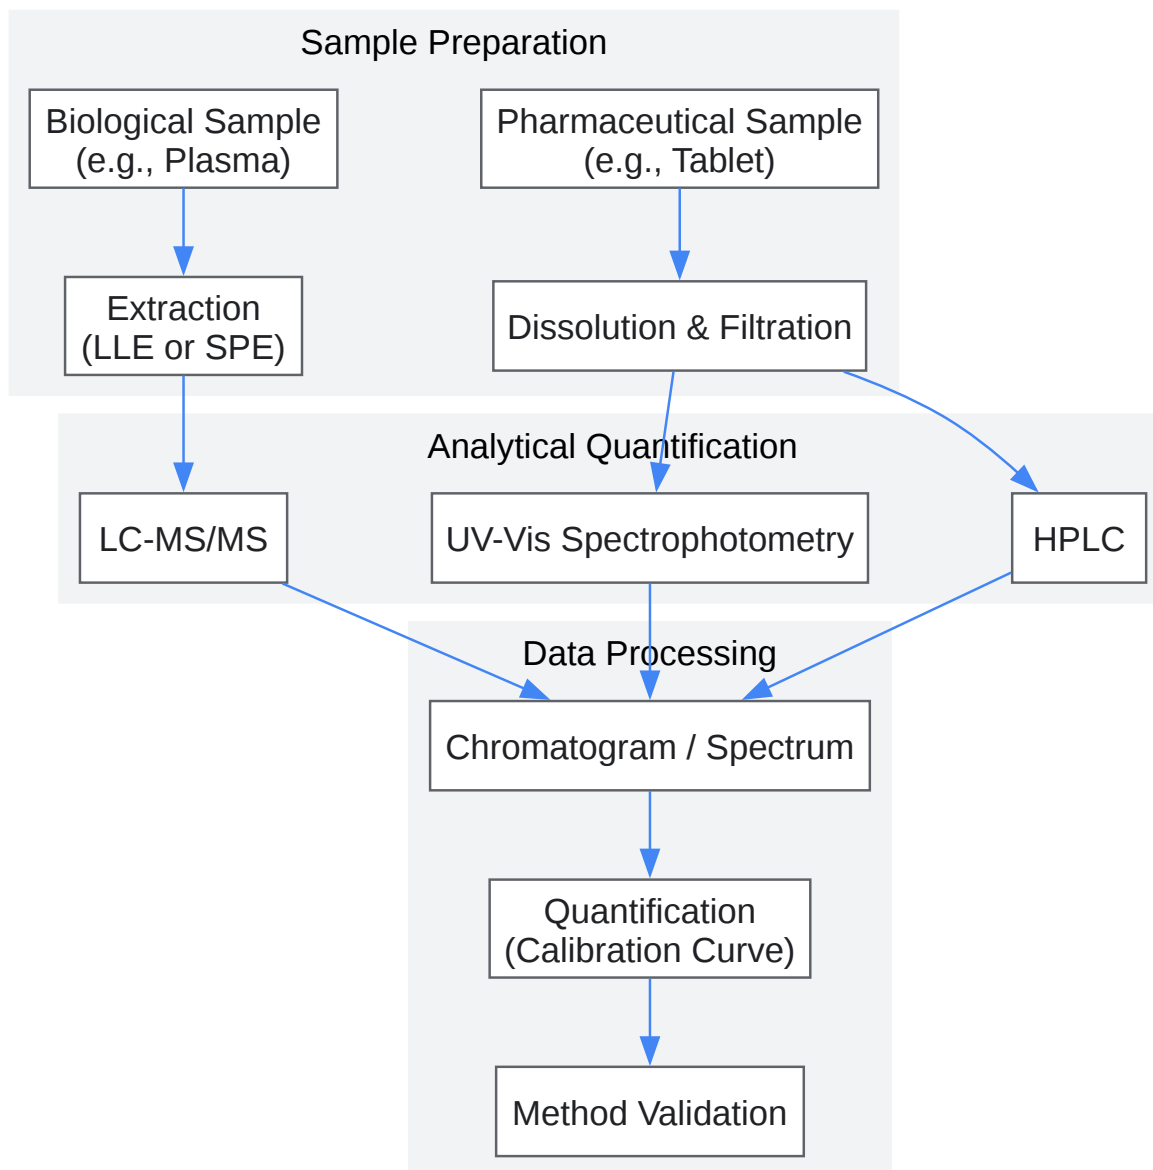 Sample Preparation
Biological Sample
(e.g., Plasma)
Pharmaceutical Sample
(e.g., Tablet)
Extraction
(LLE or SPE)
Dissolution & Filtration
Analytical Quantification
LC-MS/MS
UV-Vis Spectrophotometry
HPLC
Data Processing
Chromatogram / Spectrum
Quantification
(Calibration Curve)
Method Validation